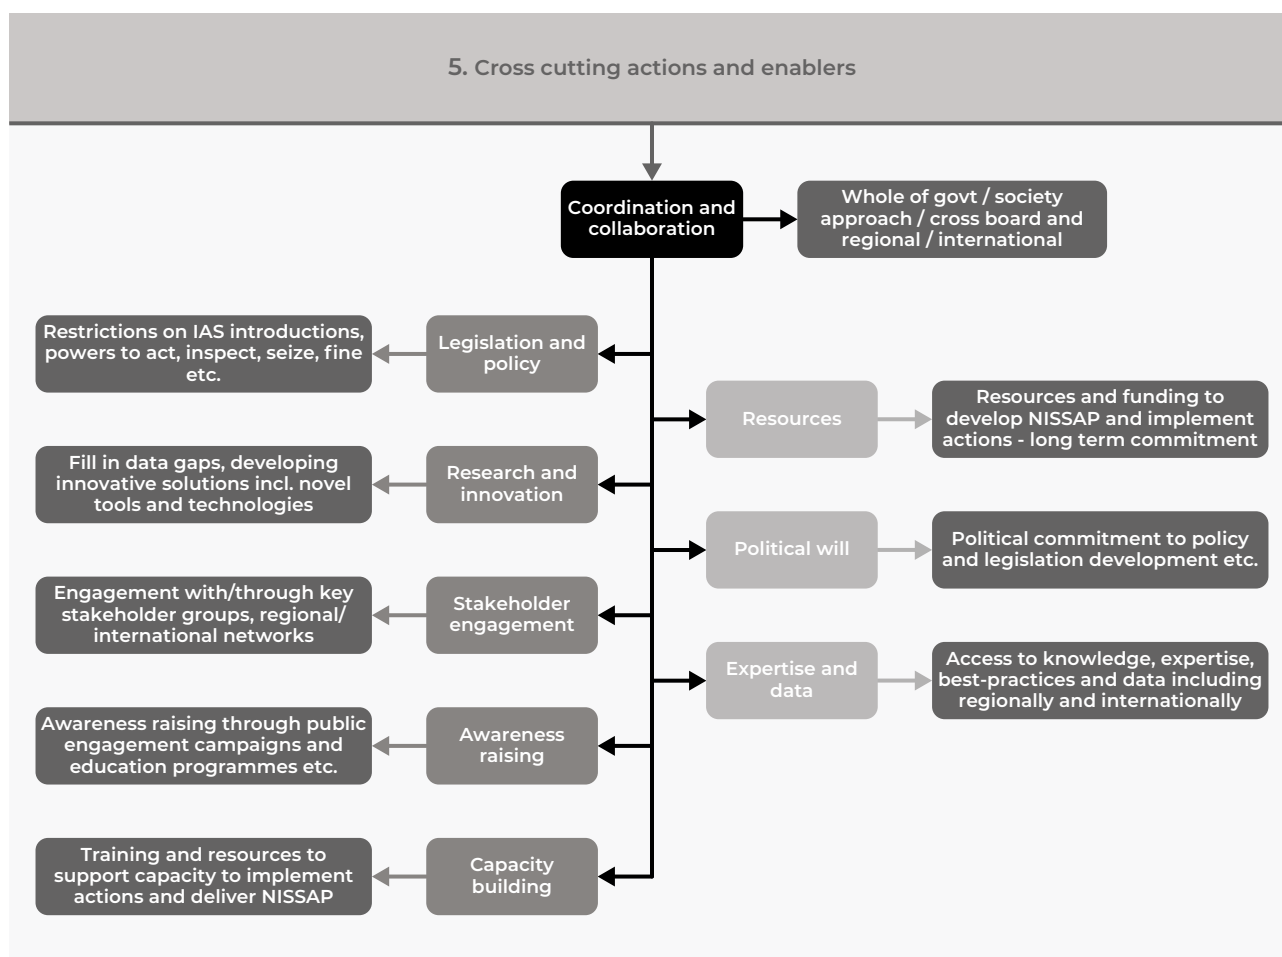 5. Cross cutting actions and enablers
Coordination and
collaboration
Whole of govt / society
approach / cross board and
regional / international
Restrictions on IAS introductions,
powers to act, inspect, seize, fine
etc.
Legislation and
policy
Resources
Resources and funding to
develop NISSAP and implement
actions - long term commitment
Fill in data gaps, developing
innovative solutions incl. novel
tools and technologies
Research and
innovation
Political will
Political commitment to policy
and legislation development etc.
Engagement with/through key
stakeholder groups, regional/
international networks
Stakeholder
engagement
Expertise and
data
Access to knowledge, expertise,
best-practices and data including
regionally and internationally
Awareness raising through public
engagement campaigns and
education programmes etc.
Awareness
raising
Training and resources to
support capacity to implement
actions and deliver NISSAP
Capacity
building